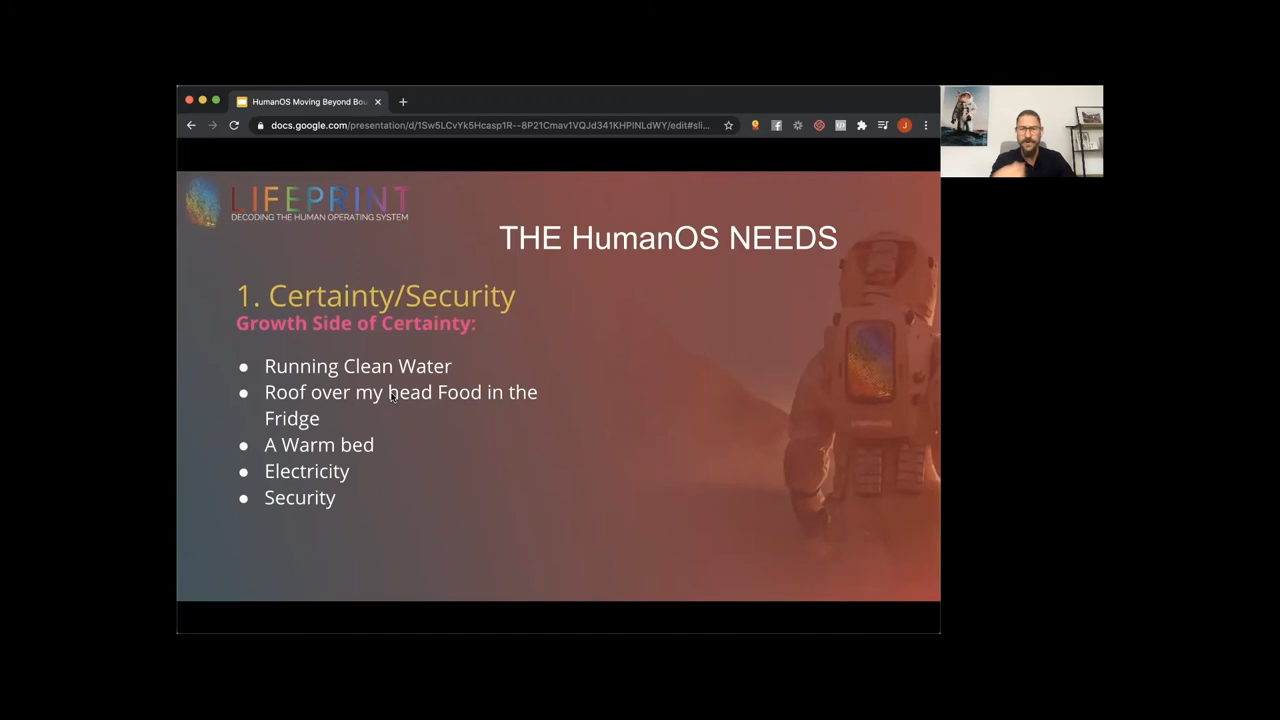 HumanOS Moving Beyond Bou
docs.google.com/presentation/d/1Sw5LCvYk5Hcasp1R--8P21Cmav1VQJd341KHPINLdWY/edit#sli...
J
LIFEPRINT
DECODING THE HUMAN OPERATING SYSTEM
THE HumanOS NEEDS
1. Certainty/Security
Growth Side of Certainty:
● Running Clean Water
● Roof over my head Food in the
Fridge
● A Warm bed
● Electricity
● Security